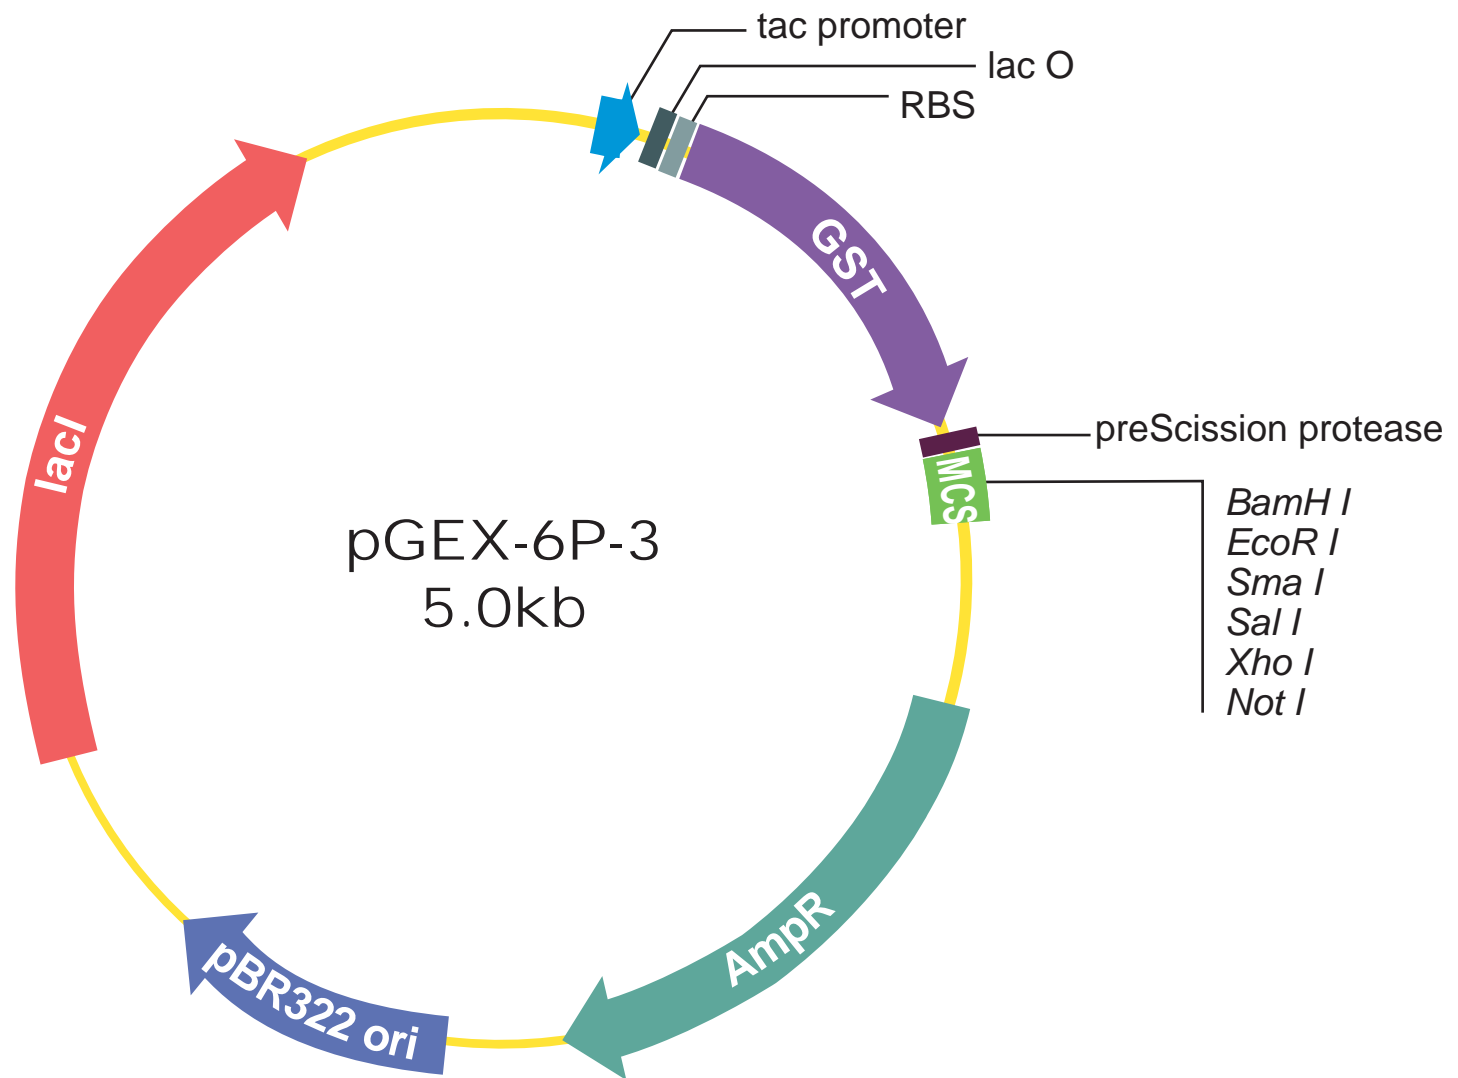 tac promoter
lac O
RBS
GST
preScission protease
MCS
BamH I
EcoR I
Sma I
Sal I
Xho I
Not I
lacI
pGEX-6P-3
5.0kb
AmpR
pBR322 ori